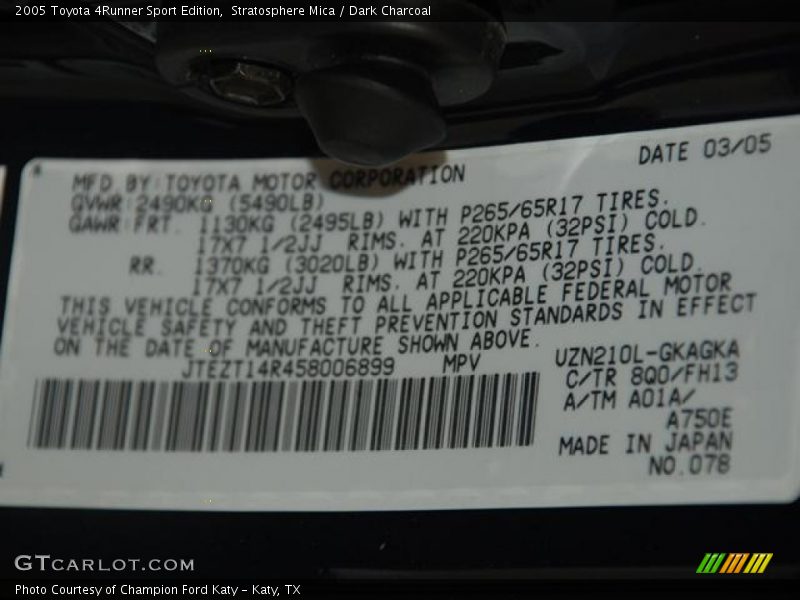 2005 Toyota 4Runner Sport Edition, Stratosphere Mica / Dark Charcoal
DATE 03/05
MFD BY:TOYOTA MOTOR CORPORATION
GVWR:2490KG (5490LB)
GAWR:FRT. 1130KG (2495LB) WITH P265/65R17 TIRES.
17X7 1/2JJ RIMS. AT 220KPA (32PSI) COLD.
RR. 1370KG (3020LB) WITH P265/65R17 TIRES.
17X7 1/2JJ RIMS. AT 220KPA (32PSI) COLD.
THIS VEHICLE CONFORMS TO ALL APPLICABLE FEDERAL MOTOR
VEHICLE SAFETY AND THEFT PREVENTION STANDARDS IN EFFECT
ON THE DATE OF MANUFACTURE SHOWN ABOVE.
JTEZT14R458006899 MPV
UZN210L-GKAGKA
C/TR 8Q0/FH13
A/TM A01A/
A750E
MADE IN JAPAN
NO.078
GTCARLOT.COM
Photo Courtesy of Champion Ford Katy - Katy, TX